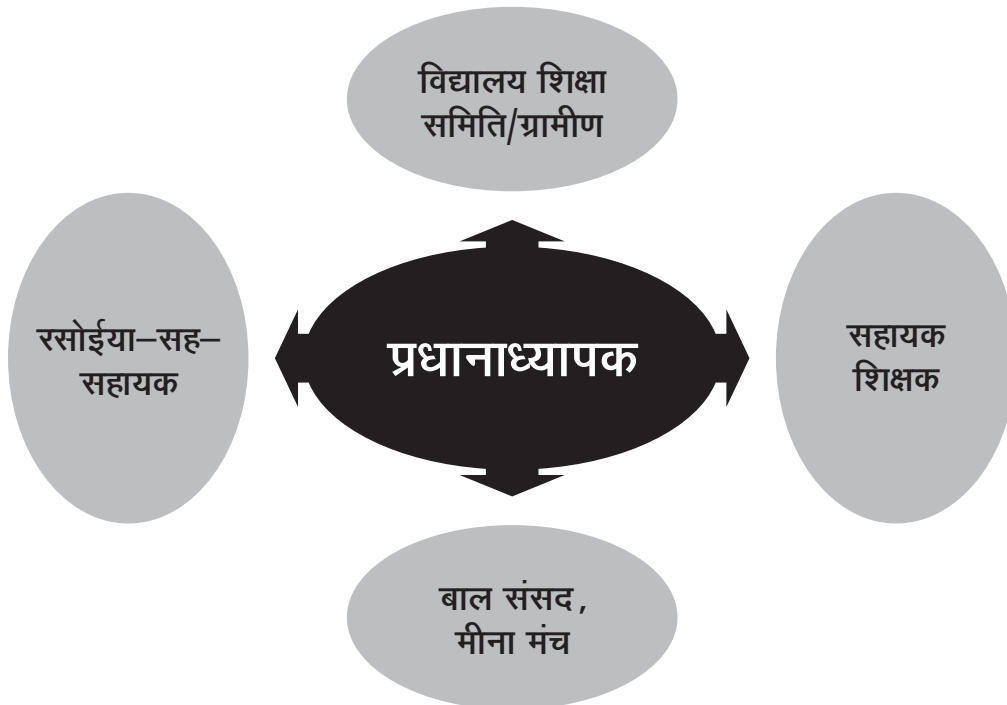 विद्यालय शिक्षा
समिति/ग्रामीण
रसोईया–सह–
सहायक
प्रधानाध्यापक
सहायक
शिक्षक
बाल संसद,
मीना मंच